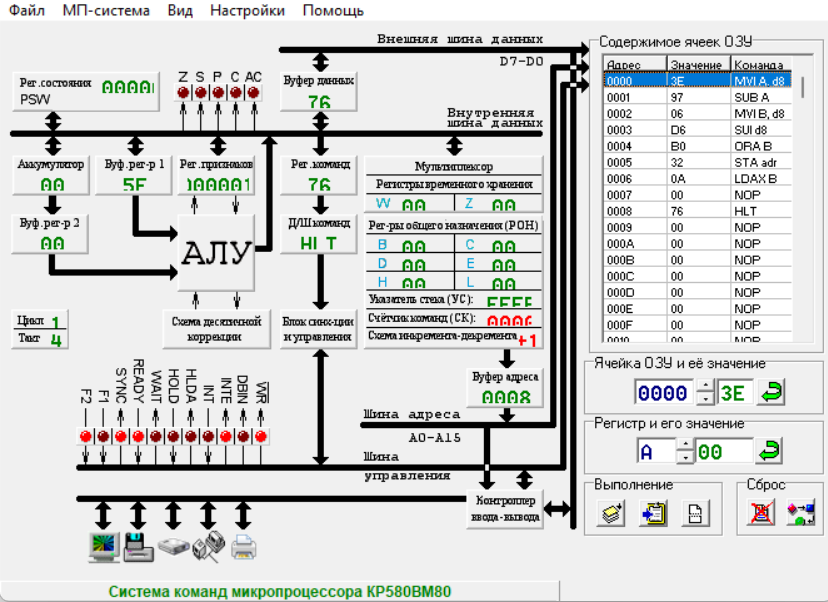 Файл МП-система Вид Настройки Помощь
Внешняя шина данных
D7-D0
Рег.состояния
PSW
Z S P C AC
Буфер данных
76
Внутренняя
шина данных
Аккумулятор
00
Буф.рег-р 1
5F
Рег.признаков
Рег.команд
76
Мультиплексор
Регистры временного хранения
W 00 Z 00
Буф.рег-р 2
00
АЛУ
Д/Ш команд
HLT
Рег-ры общего назначения (РОН)
B 00 C 00
D 00 E 00
H 00 L 00
Указатель стека (УС): FFFF
Счётчик команд (СК):
Схема инкремента-декремента +1
Цикл 1
Такт 4
Схема десятичной
коррекции
Блок синх-ции
и управления
Буфер адреса
0008
F2 F1 SYNC READY WAIT HOLD HLDA INT INTE DBIN WR
Шина адреса
A0-A15
Шина
управления
Контроллер
ввода-вывода
Содержимое ячеек ОЗУ
Адрес Значение Команда
0000 3E MVI A, d8
0001 97 SUB A
0002 06 MVI B, d8
0003 D6 SUI d8
0004 B0 ORA B
0005 32 STA adr
0006 0A LDAX B
0007 00 NOP
0008 76 HLT
0009 00 NOP
000A 00 NOP
000B 00 NOP
000C 00 NOP
000D 00 NOP
000E 00 NOP
000F 00 NOP
0010 00 NOP
Ячейка ОЗУ и её значение
0000 3E
Регистр и его значение
A 00
Выполнение
Сброс
Система команд микропроцессора КР580ВМ80